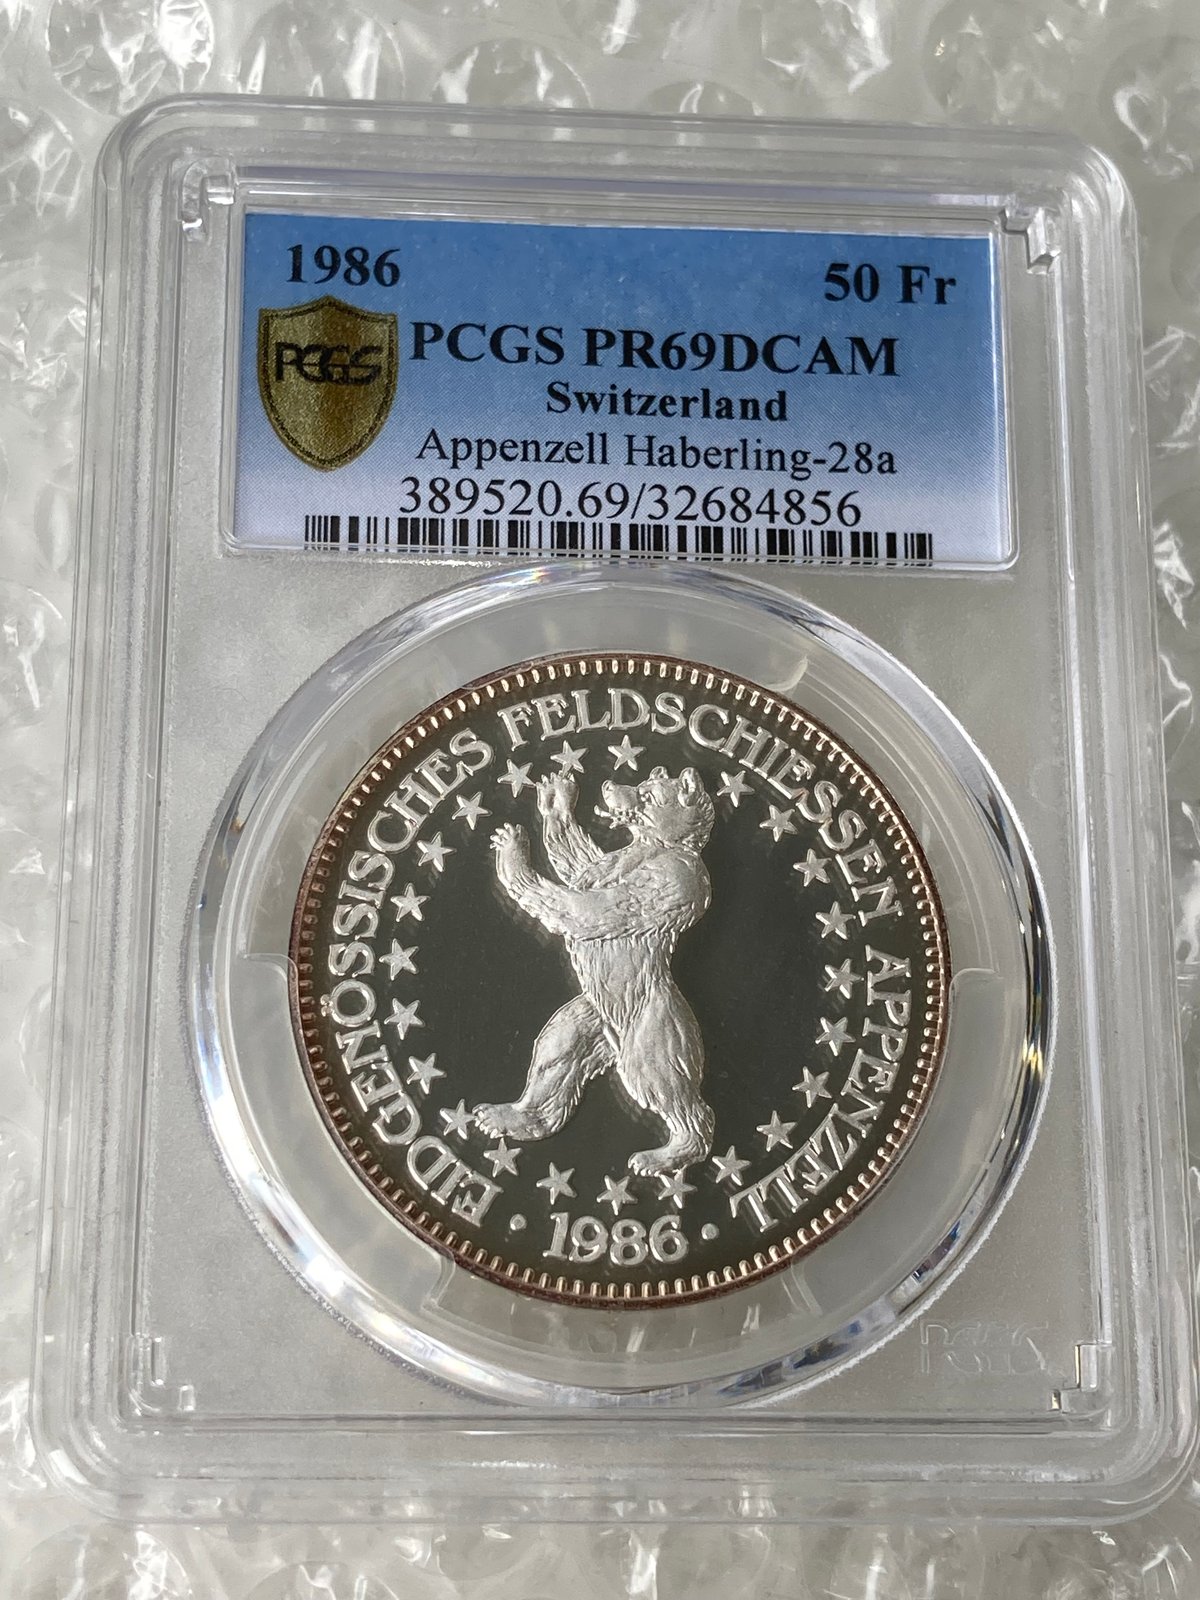 1986 50 Fr
PCGS PCGS PR69DCAM
Switzerland
Appenzell Haberling-28a
389520.69/32684856
EIDGENÖSSISCHES FELDSCHIESSEN APPENZELL
· 1986 ·
PCGS